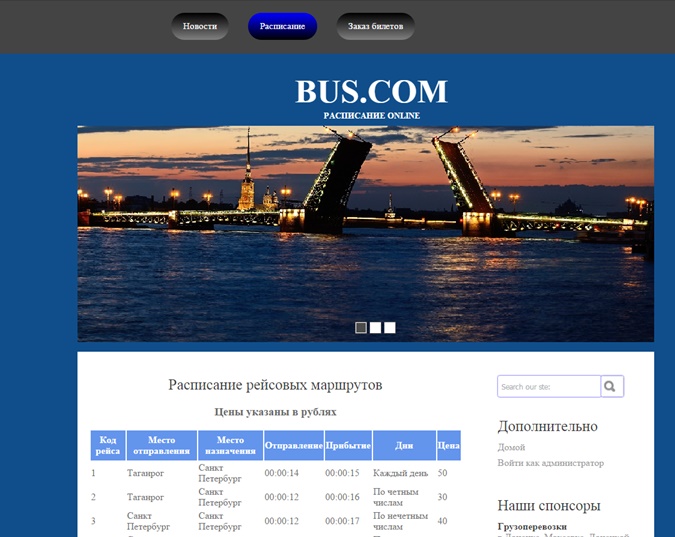 Новости Расписание Заказ билетов
BUS.COM
РАСПИСАНИЕ ONLINE
Расписание рейсовых маршрутов
Цены указаны в рублях
Код рейса Место отправления Место назначения Отправление Прибытие Дни Цена
1 Таганрог Санкт Петербург 00:00:14 00:00:15 Каждый день 50
2 Таганрог Санкт Петербург 00:00:12 00:00:16 По четным числам 30
3 Санкт Петербург Санкт Петербург 00:00:12 00:00:17 По нечетным числам 40
Search our site:
Дополнительно
Домой
Войти как администратор
Наши спонсоры
Грузоперевозки